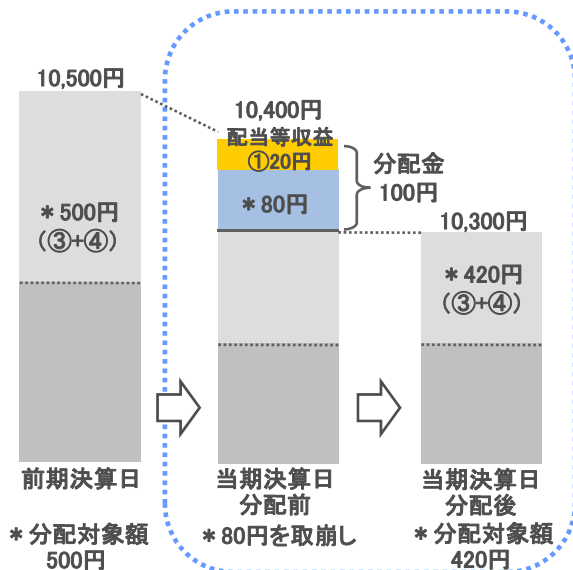 10,500円
＊500円
（③+④）
前期決算日
＊分配対象額
500円
10,400円
配当等収益
①20円
＊80円
分配金
100円
当期決算日
分配前
＊80円を取崩し
10,300円
＊420円
（③+④）
当期決算日
分配後
＊分配対象額
420円